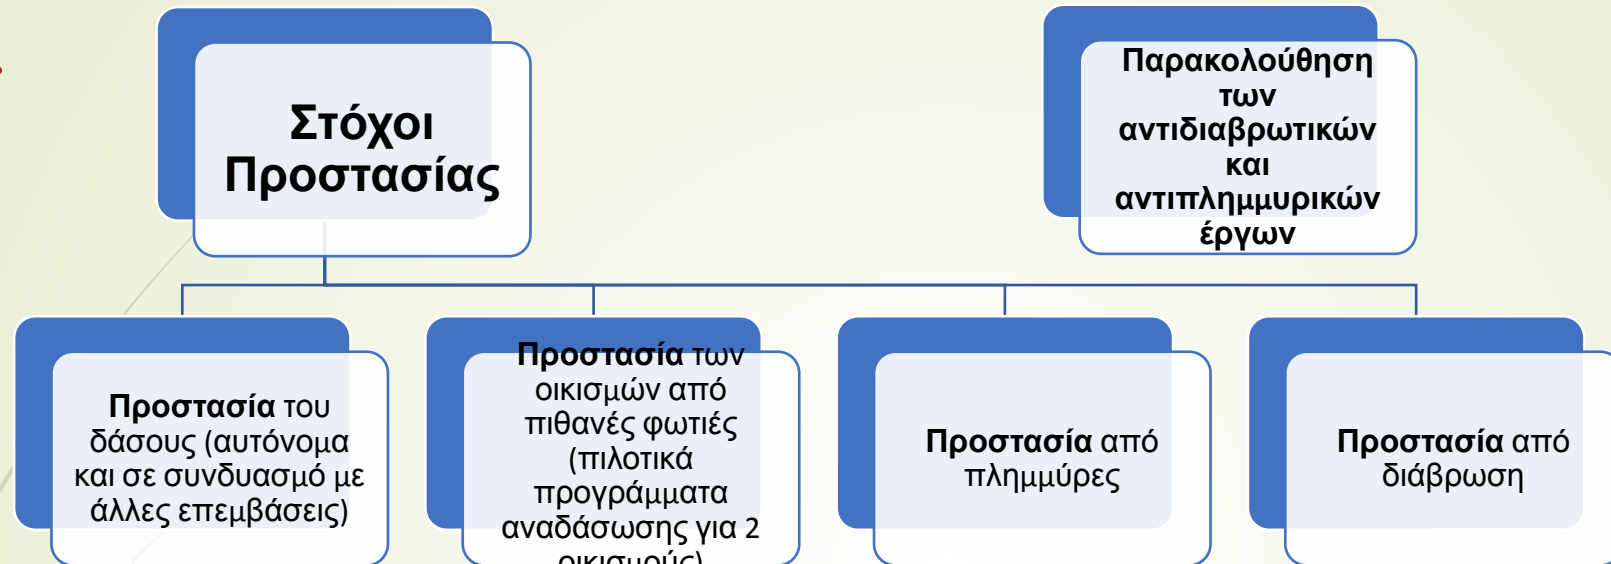 Στόχοι
Προστασίας
Παρακολούθηση
των
αντιδιαβρωτικών
και
αντιπλημμυρικών
έργων
Προστασία του
δάσους (αυτόνομα
και σε συνδυασμό με
άλλες επεμβάσεις)
Προστασία των
οικισμών από
πιθανές φωτιές
(πιλοτικά
προγράμματα
αναδάσωσης για 2
οικισμούς)
Προστασία από
πλημμύρες
Προστασία από
διάβρωση